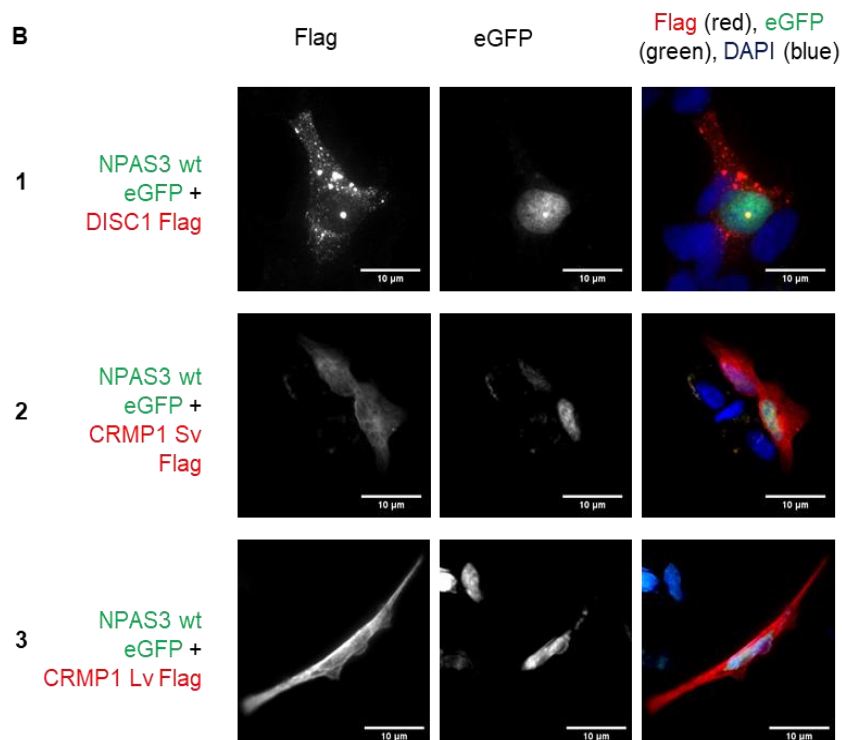 B
Flag
eGFP
Flag (red), eGFP
(green), DAPI (blue)
1
NPAS3 wt
eGFP +
DISC1 Flag
10 µm
10 µm
10 µm
2
NPAS3 wt
eGFP +
CRMP1 Sv
Flag
10 µm
10 µm
10 µm
3
NPAS3 wt
eGFP +
CRMP1 Lv Flag
10 µm
10 µm
10 µm